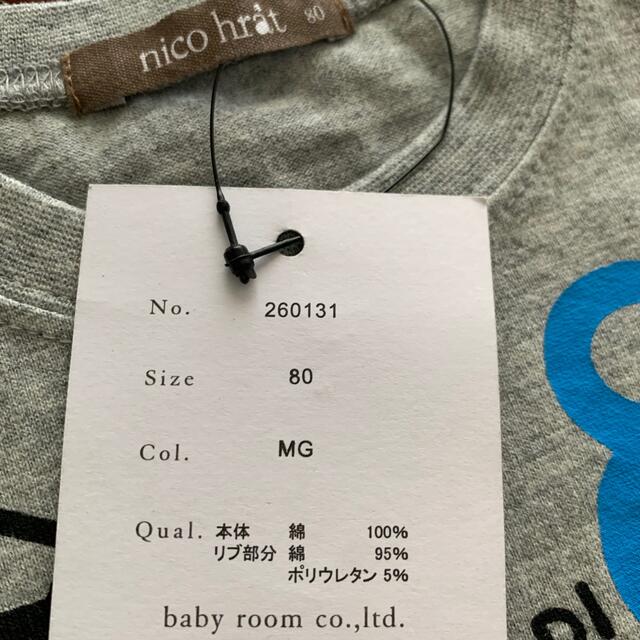 nico hrat 80
No. 260131
Size 80
Col. MG
Qual. 本体 綿 100%
リブ部分 綿 95%
ポリウレタン 5%
baby room co.,ltd.